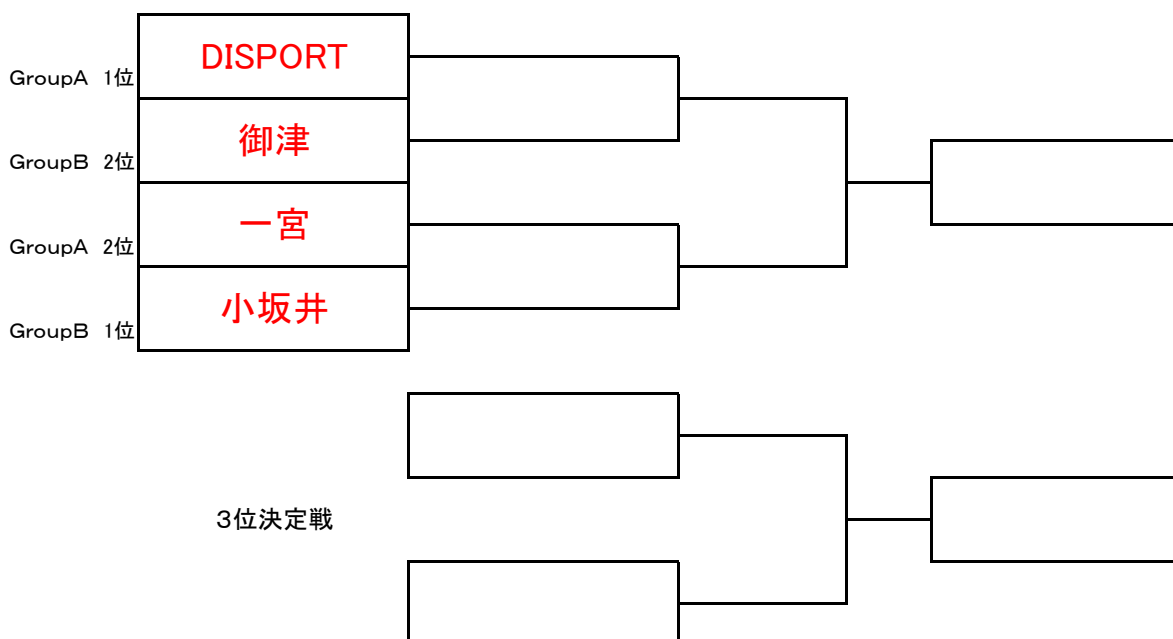 DISPORT
GroupA 1位
御津
GroupB 2位
一宮
GroupA 2位
小坂井
GroupB 1位
３位決定戦